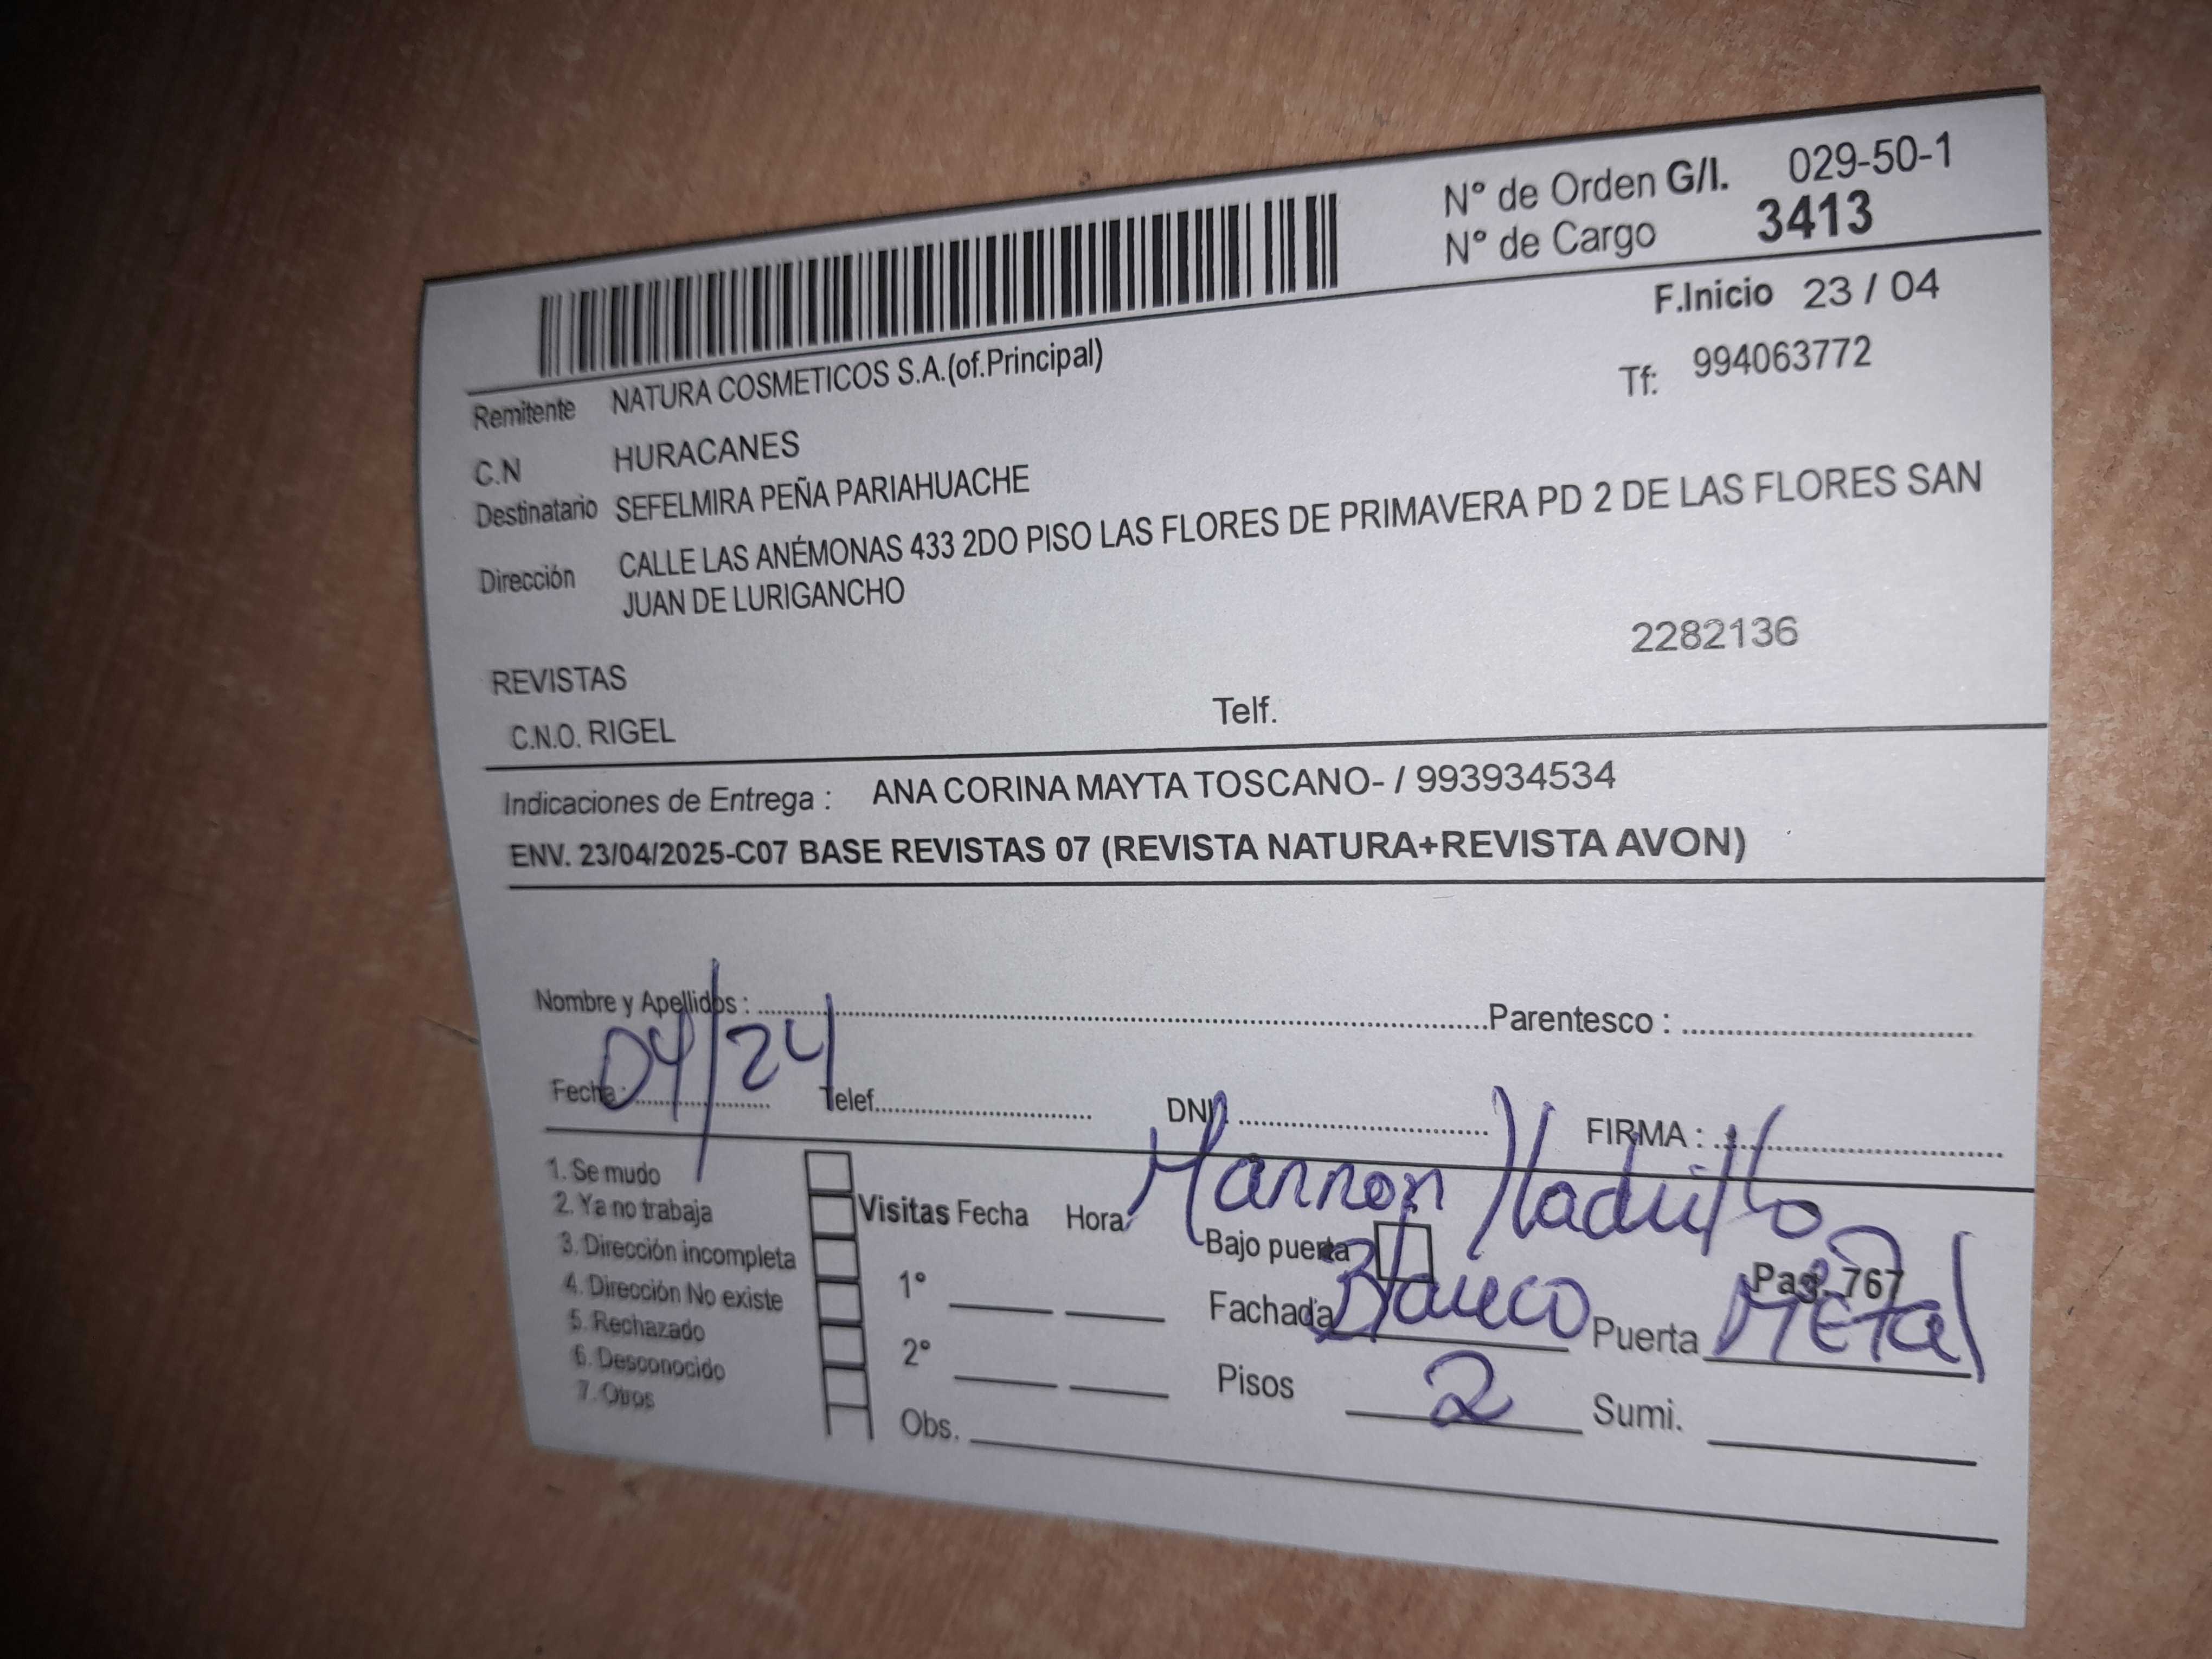 N° de Orden G/I. 029-50-1
N° de Cargo 3413
F.Inicio 23 / 04
Remitente NATURA COSMETICOS S.A.(of.Principal)
Tf: 994063772
C.N HURACANES
Destinatario SEFELMIRA PEÑA PARIAHUACHE
Dirección CALLE LAS ANÉMONAS 433 2DO PISO LAS FLORES DE PRIMAVERA PD 2 DE LAS FLORES SAN
JUAN DE LURIGANCHO
2282136
REVISTAS
C.N.O. RIGEL Telf.
Indicaciones de Entrega : ANA CORINA MAYTA TOSCANO- / 993934534
ENV. 23/04/2025-C07 BASE REVISTAS 07 (REVISTA NATURA+REVISTA AVON)
Nombre y Apellidos : Parentesco :
04/24
Fecha: Telef. DNI FIRMA :
Marron Ladrillo
1. Se mudo
2. Ya no trabaja
3. Dirección incompleta
4. Dirección No existe
5. Rechazado
6. Desconocido
7. Otros
Visitas Fecha Hora Bajo puerta
Pag. 767
1° Fachada Blanco Puerta Metal
2° Pisos 2 Sumi.
Obs.